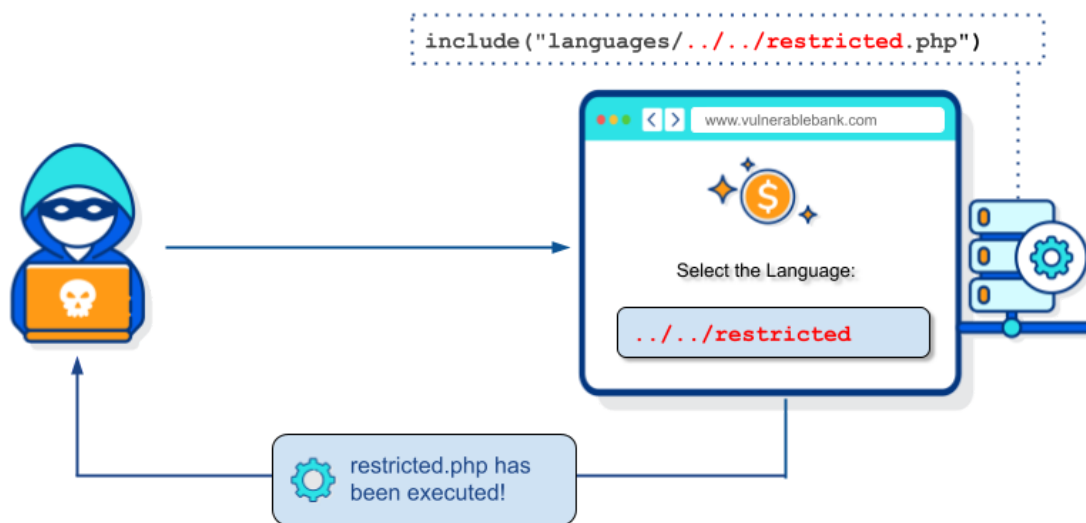 include("languages/../../restricted.php")
www.vulnerablebank.com
$
Select the Language:
../../restricted
restricted.php has
been executed!